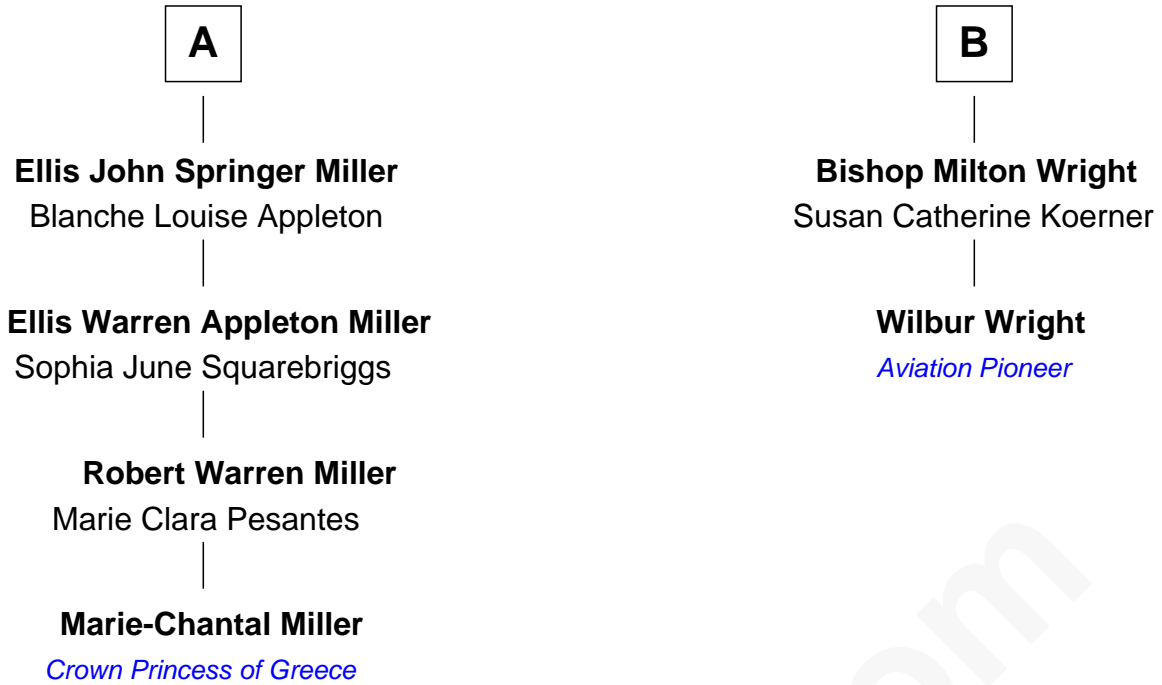 A
Ellis John Springer Miller
Blanche Louise Appleton
Ellis Warren Appleton Miller
Sophia June Squarebriggs
Robert Warren Miller
Marie Clara Pesantes
Marie-Chantal Miller
Crown Princess of Greece
B
Bishop Milton Wright
Susan Catherine Koerner
Wilbur Wright
Aviation Pioneer
om